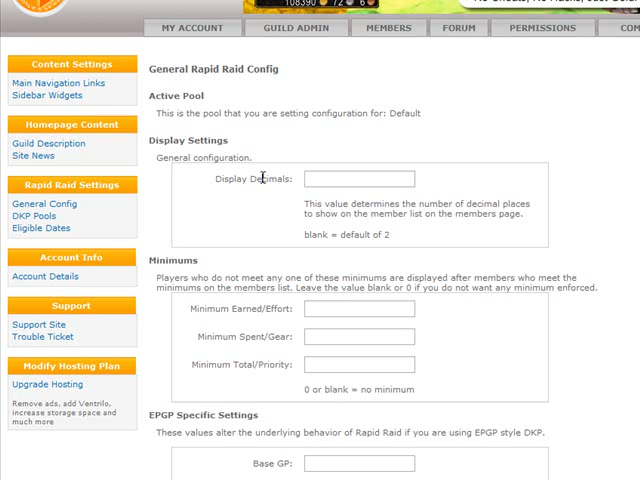 108390 72 6
MY ACCOUNT GUILD ADMIN MEMBERS FORUM PERMISSIONS
Content Settings
Main Navigation Links
Sidebar Widgets
Homepage Content
Guild Description
Site News
Rapid Raid Settings
General Config
DKP Pools
Eligible Dates
Account Info
Account Details
Support
Support Site
Trouble Ticket
Modify Hosting Plan
Upgrade Hosting
Remove ads, add Ventrilo,
increase storage space and
much more
General Rapid Raid Config
Active Pool
This is the pool that you are setting configuration for: Default
Display Settings
General configuration.
Display Decimals:
This value determines the number of decimal places
to show on the member list on the members page.
blank = default of 2
Minimums
Players who do not meet any one of these minimums are displayed after members who meet the
minimums on the members list. Leave the value blank or 0 if you do not want any minimum enforced.
Minimum Earned/Effort:
Minimum Spent/Gear:
Minimum Total/Priority:
0 or blank = no minimum
EPGP Specific Settings
These values alter the underlying behavior of Rapid Raid if you are using EPGP style DKP.
Base GP: